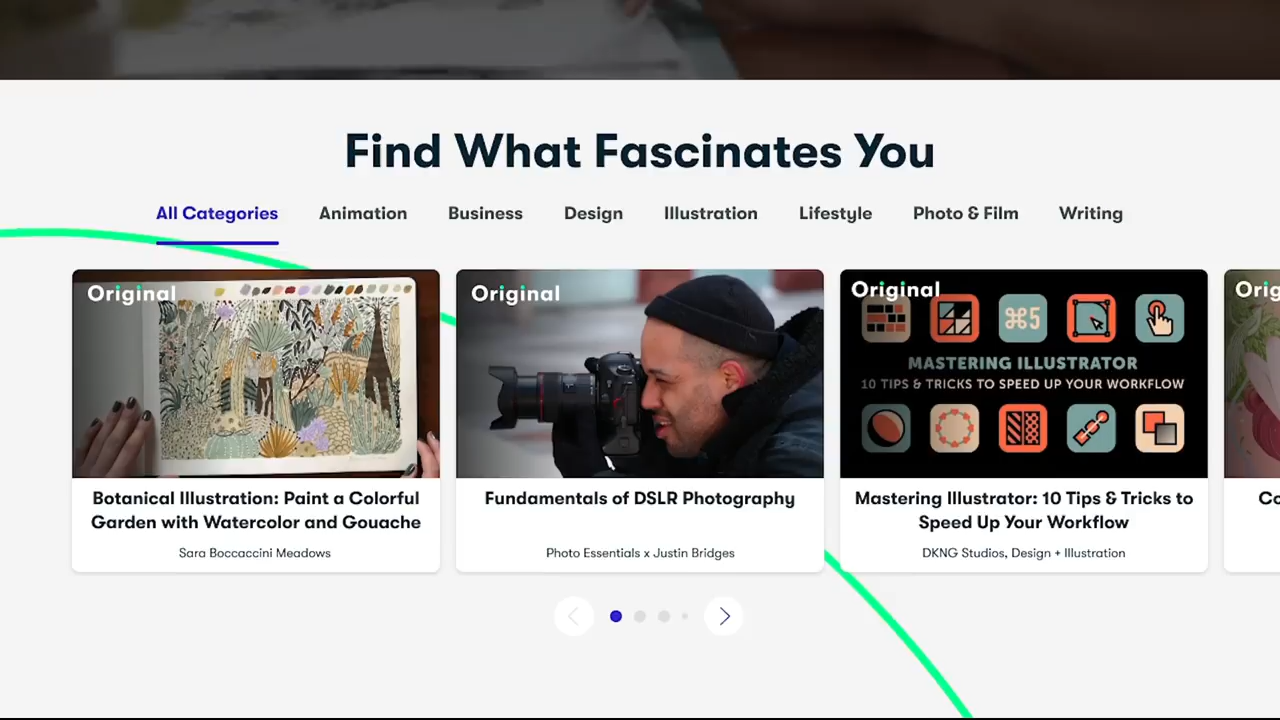 Find What Fascinates You
All Categories Animation Business Design Illustration Lifestyle Photo & Film Writing
Original
Botanical Illustration: Paint a Colorful
Garden with Watercolor and Gouache
Sara Boccaccini Meadows
Original
Fundamentals of DSLR Photography
Photo Essentials x Justin Bridges
Original
⌘5
MASTERING ILLUSTRATOR
10 TIPS & TRICKS TO SPEED UP YOUR WORKFLOW
Mastering Illustrator: 10 Tips & Tricks to
Speed Up Your Workflow
DKNG Studios, Design + Illustration